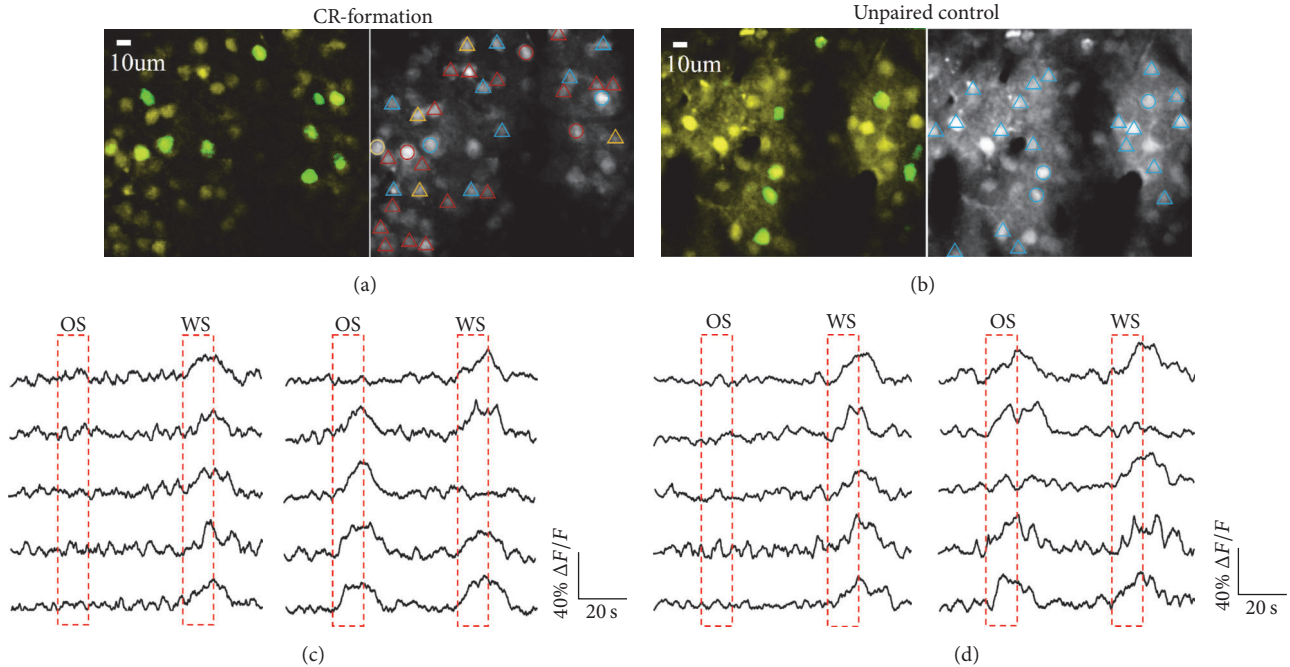 CR-formation
Unpaired control
10um
10um
(a)
(b)
OS WS OS WS
OS WS OS WS
40% ΔF/F
20 s
40% ΔF/F
20 s
(c)
(d)